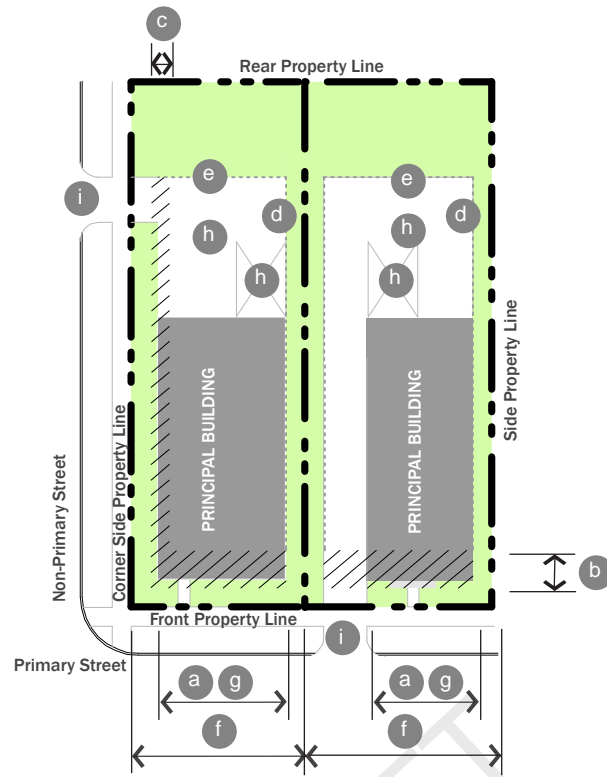 c
Rear Property Line
e
e
i
d
d
h
h
h
h
PRINCIPAL BUILDING
PRINCIPAL BUILDING
Side Property Line
Non-Primary Street
Corner Side Property Line
b
Front Property Line
i
Primary Street
a g
a g
f
f